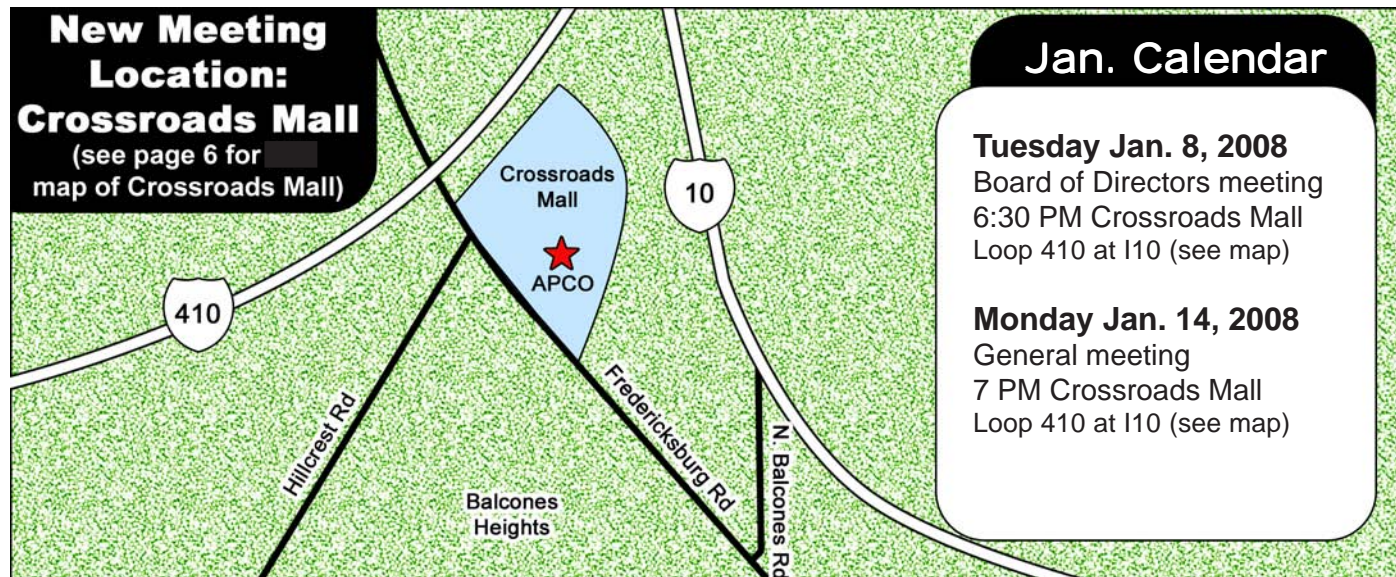 New Meeting
Location:
Crossroads Mall
(see page 6 for
map of Crossroads Mall)
Crossroads
Mall
APCO
410
10
Hillcrest Rd
Fredericksburg Rd
N. Balcones Rd
Balcones
Heights
Jan. Calendar
Tuesday Jan. 8, 2008
Board of Directors meeting
6:30 PM Crossroads Mall
Loop 410 at I10 (see map)
Monday Jan. 14, 2008
General meeting
7 PM Crossroads Mall
Loop 410 at I10 (see map)